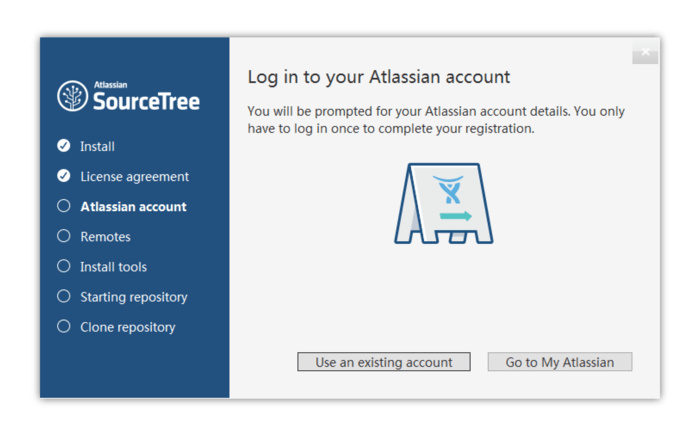 Atlassian
SourceTree
Install
License agreement
Atlassian account
Remotes
Install tools
Starting repository
Clone repository
Log in to your Atlassian account
You will be prompted for your Atlassian account details. You only
have to log in once to complete your registration.
Use an existing account
Go to My Atlassian